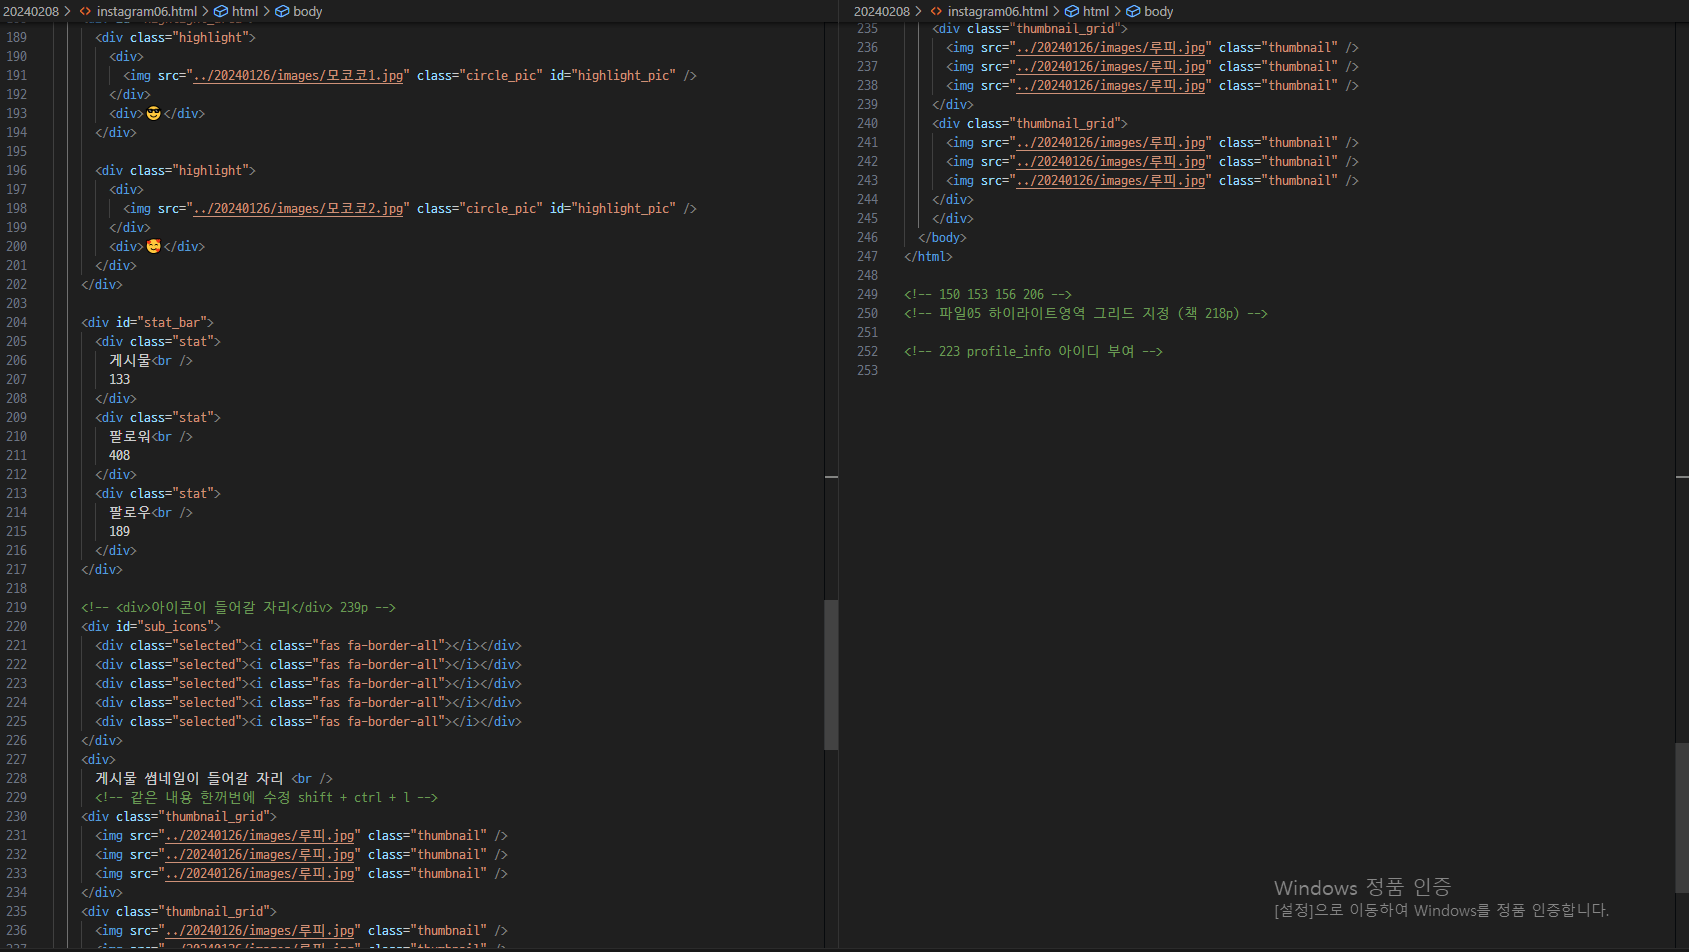 20240208 > <> instagram06.html > html > body
189 <div class="highlight">
190 <div>
191 <img src="../20240126/images/모코코1.jpg" class="circle_pic" id="highlight_pic" />
192 </div>
193 <div>😎</div>
194 </div>
195
196 <div class="highlight">
197 <div>
198 <img src="../20240126/images/모코코2.jpg" class="circle_pic" id="highlight_pic" />
199 </div>
200 <div>🥰</div>
201 </div>
202 </div>
203
204 <div id="stat_bar">
205 <div class="stat">
206 게시물<br />
207 133
208 </div>
209 <div class="stat">
210 팔로워<br />
211 408
212 </div>
213 <div class="stat">
214 팔로우<br />
215 189
216 </div>
217 </div>
218
219 <!-- <div>아이콘이 들어갈 자리</div> 239p -->
220 <div id="sub_icons">
221 <div class="selected"><i class="fas fa-border-all"></i></div>
222 <div class="selected"><i class="fas fa-border-all"></i></div>
223 <div class="selected"><i class="fas fa-border-all"></i></div>
224 <div class="selected"><i class="fas fa-border-all"></i></div>
225 <div class="selected"><i class="fas fa-border-all"></i></div>
226 </div>
227 <div>
228 게시물 썸네일이 들어갈 자리 <br />
229 <!-- 같은 내용 한꺼번에 수정 shift + ctrl + l -->
230 <div class="thumbnail_grid">
231 <img src="../20240126/images/루피.jpg" class="thumbnail" />
232 <img src="../20240126/images/루피.jpg" class="thumbnail" />
233 <img src="../20240126/images/루피.jpg" class="thumbnail" />
234 </div>
235 <div class="thumbnail_grid">
236 <img src="../20240126/images/루피.jpg" class="thumbnail" />
20240208 > <> instagram06.html > html > body
235 <div class="thumbnail_grid">
236 <img src="../20240126/images/루피.jpg" class="thumbnail" />
237 <img src="../20240126/images/루피.jpg" class="thumbnail" />
238 <img src="../20240126/images/루피.jpg" class="thumbnail" />
239 </div>
240 <div class="thumbnail_grid">
241 <img src="../20240126/images/루피.jpg" class="thumbnail" />
242 <img src="../20240126/images/루피.jpg" class="thumbnail" />
243 <img src="../20240126/images/루피.jpg" class="thumbnail" />
244 </div>
245 </div>
246 </body>
247 </html>
248
249 <!-- 150 153 156 206 -->
250 <!-- 파일05 하이라이트영역 그리드 지정 (책 218p) -->
251
252 <!-- 223 profile_info 아이디 부여 -->
253
Windows 정품 인증
[설정]으로 이동하여 Windows를 정품 인증합니다.